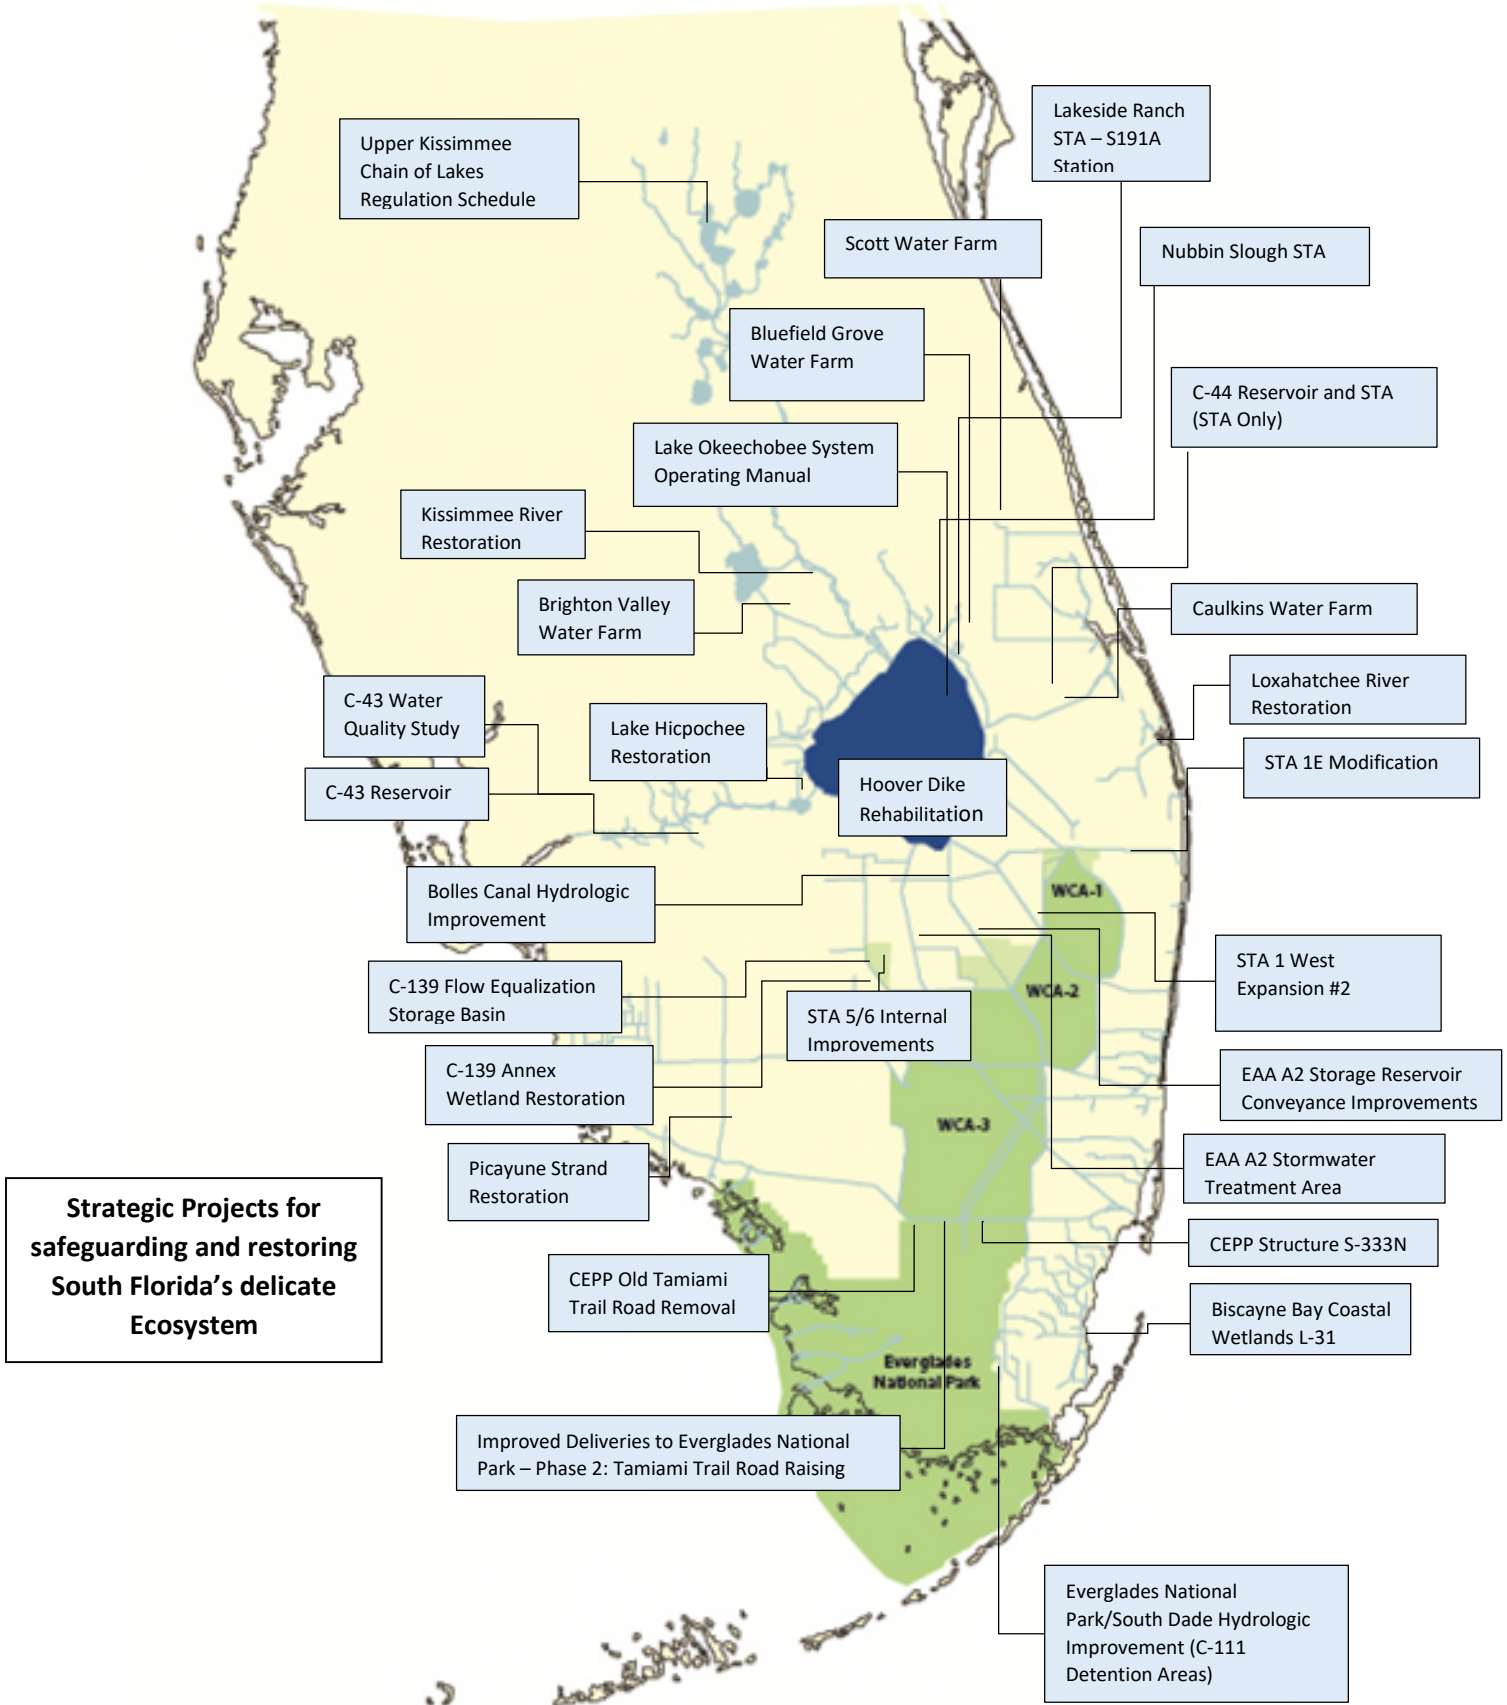 Lakeside Ranch
STA – S191A
Station
Upper Kissimmee
Chain of Lakes
Regulation Schedule
Scott Water Farm
Nubbin Slough STA
Bluefield Grove
Water Farm
C-44 Reservoir and STA
(STA Only)
Lake Okeechobee System
Operating Manual
Kissimmee River
Restoration
Brighton Valley
Water Farm
Caulkins Water Farm
Loxahatchee River
Restoration
C-43 Water
Quality Study
Lake Hicpochee
Restoration
STA 1E Modification
C-43 Reservoir
Hoover Dike
Rehabilitation
Bolles Canal Hydrologic
Improvement
WCA-1
STA 1 West
Expansion #2
C-139 Flow Equalization
Storage Basin
WCA-2
STA 5/6 Internal
Improvements
C-139 Annex
Wetland Restoration
EAA A2 Storage Reservoir
Conveyance Improvements
WCA-3
Picayune Strand
Restoration
EAA A2 Stormwater
Treatment Area
Strategic Projects for
safeguarding and restoring
South Florida’s delicate
Ecosystem
CEPP Structure S-333N
CEPP Old Tamiami
Trail Road Removal
Biscayne Bay Coastal
Wetlands L-31
Everglades
National Park
Improved Deliveries to Everglades National
Park – Phase 2: Tamiami Trail Road Raising
Everglades National
Park/South Dade Hydrologic
Improvement (C-111
Detention Areas)